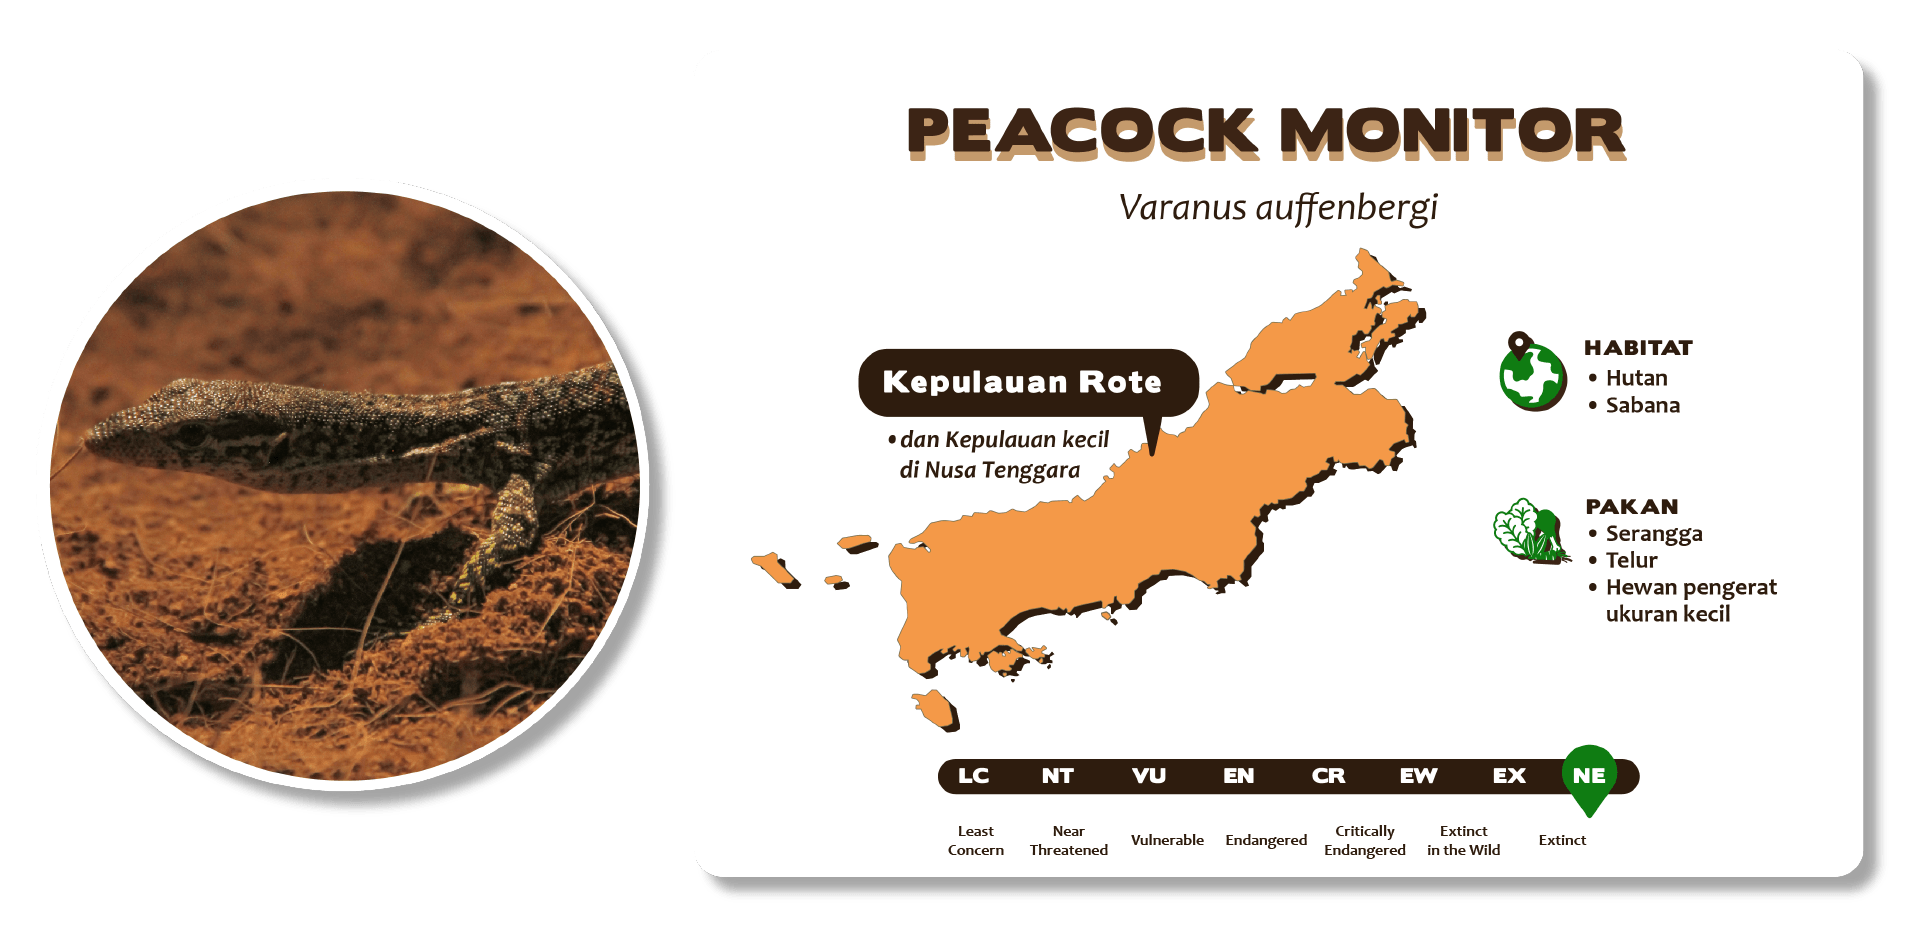 PEACOCK MONITOR
Varanus auffenbergi
Kepulauan Rote
• dan Kepulauan kecil
di Nusa Tenggara
HABITAT
• Hutan
• Sabana
PAKAN
• Serangga
• Telur
• Hewan pengerat
ukuran kecil
LC NT VU EN CR EW EX NE
Least
Concern
Near
Threatened
Vulnerable
Endangered
Critically
Endangered
Extinct
in the Wild
Extinct